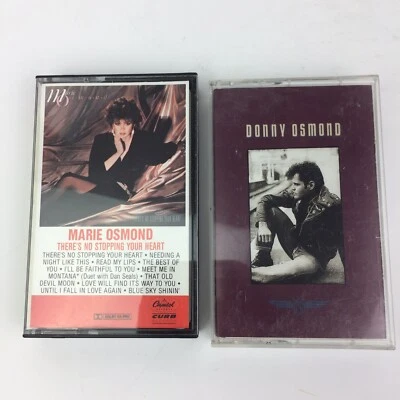 MARIE OSMOND
THERE'S NO STOPPING YOUR HEART
THERE'S NO STOPPING YOUR HEART • NEEDING A
NIGHT LIKE THIS • READ MY LIPS • THE BEST OF
YOU • I'LL BE FAITHFUL TO YOU • MEET ME IN
MONTANA* (Duet with Dan Seals) • THAT OLD
DEVIL MOON • LOVE WILL FIND ITS WAY TO YOU •
UNTIL I FALL IN LOVE AGAIN • BLUE SKY SHININ'
Capitol
CURB
DONNY OSMOND